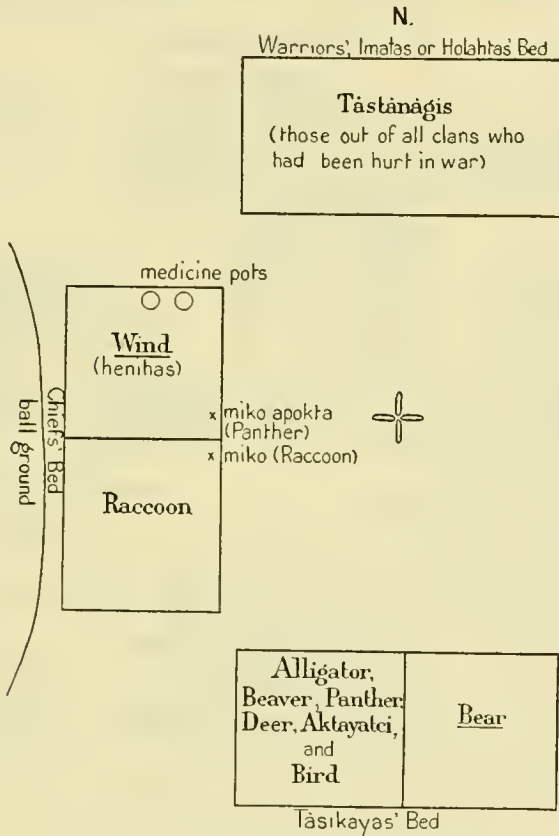 N.
Warriors', Imatas or Holahtas' Bed
Tàstànàgis
(those out of all clans who
had been hurt in war)
medicine pots
Wind
(henihas)
Chiefs' Bed
ball ground
x miko apokta
(Panther)
x miko (Raccoon)
Raccoon
Alligator,
Beaver, Panther,
Deer, Aktayatci,
and
Bird
Bear
Tàsikayas' Bed